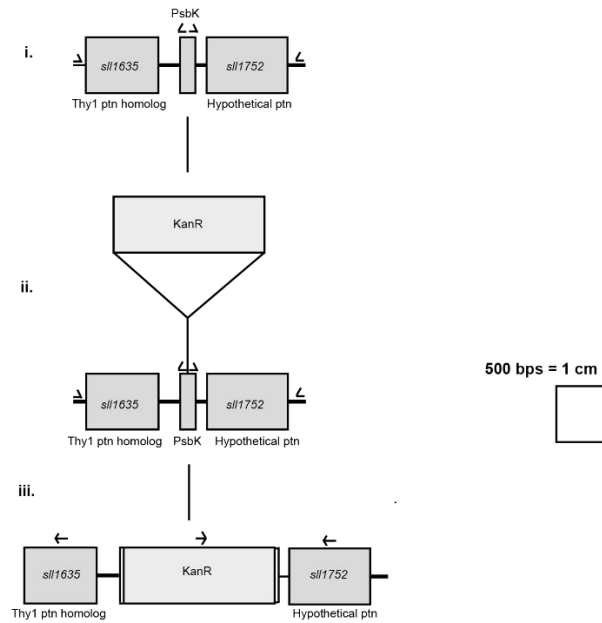 PsbK
i.
sll1635
sll1752
Thy1 ptn homolog
Hypothetical ptn
KanR
ii.
500 bps = 1 cm
sll1635
sll1752
Thy1 ptn homolog
PsbK
Hypothetical ptn
iii.
sll1635
KanR
sll1752
Thy1 ptn homolog
Hypothetical ptn